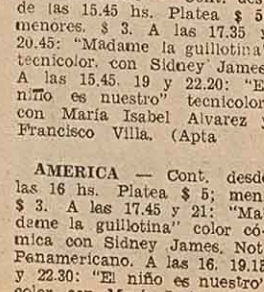 de las 15.45 hs. Platea $ 5
menores, $ 3. A las 17.35 y
20.45: "Madame la guillotina"
tecnicolor, con Sidney James
A las 15.45, 19 y 22.20: "E
niño es nuestro" tecnicolor
con María Isabel Alvarez y
Francisco Villa. (Apta
AMERICA — Cont. desde
las 16 hs. Platea $ 5; men
$ 3. A las 17.45 y 21: "Ma-
dame la guillotina" color có-
mica con Sidney James. Not
Panamericano. A las 16, 19.15
y 22.30: "El niño es nuestro"